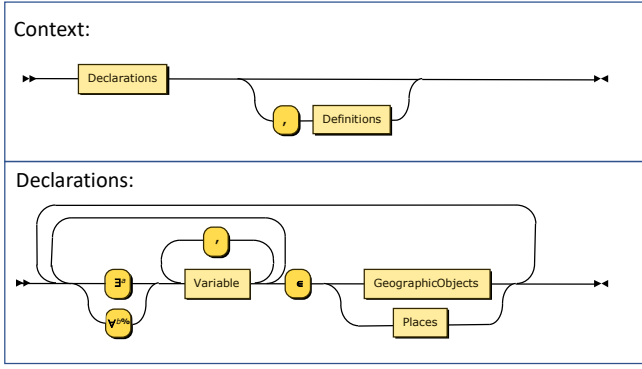 Context:
Declarations
, Definitions
Declarations:
,
∃ᵃ Variable ∊ GeographicObjects
∀ᵇ% Places